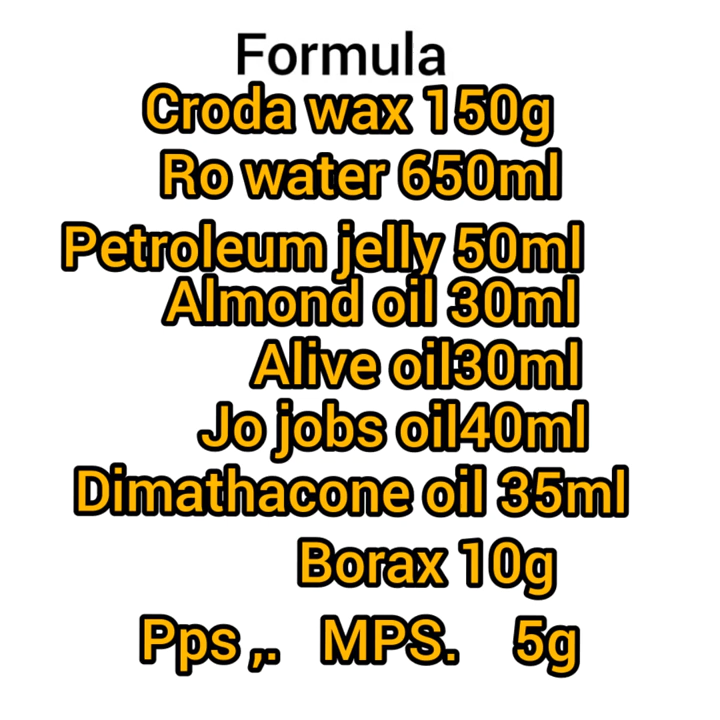 Formula
Croda wax 150g
Ro water 650ml
Petroleum jelly 50ml
Almond oil 30ml
Alive oil30ml
Jo jobs oil40ml
Dimathacone oil 35ml
Borax 10g
Pps ,. MPS. 5g